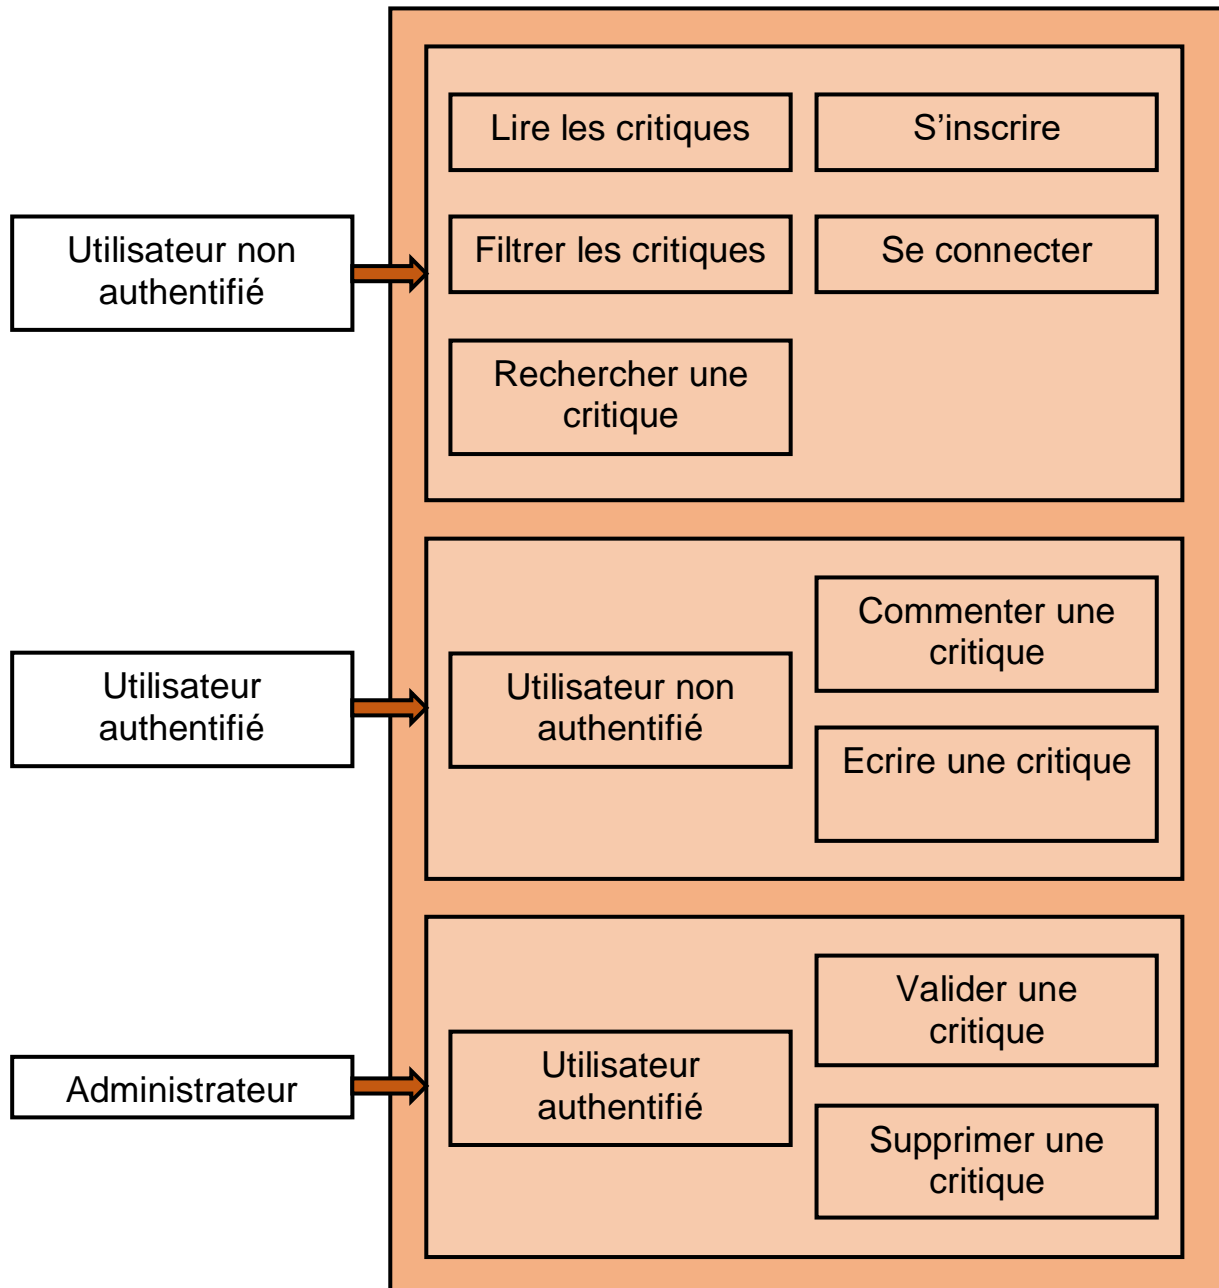 Lire les critiques
S’inscrire
Utilisateur non
authentifié
Filtrer les critiques
Se connecter
Rechercher une
critique
Utilisateur
authentifié
Utilisateur non
authentifié
Commenter une
critique
Ecrire une critique
Administrateur
Utilisateur
authentifié
Valider une
critique
Supprimer une
critique